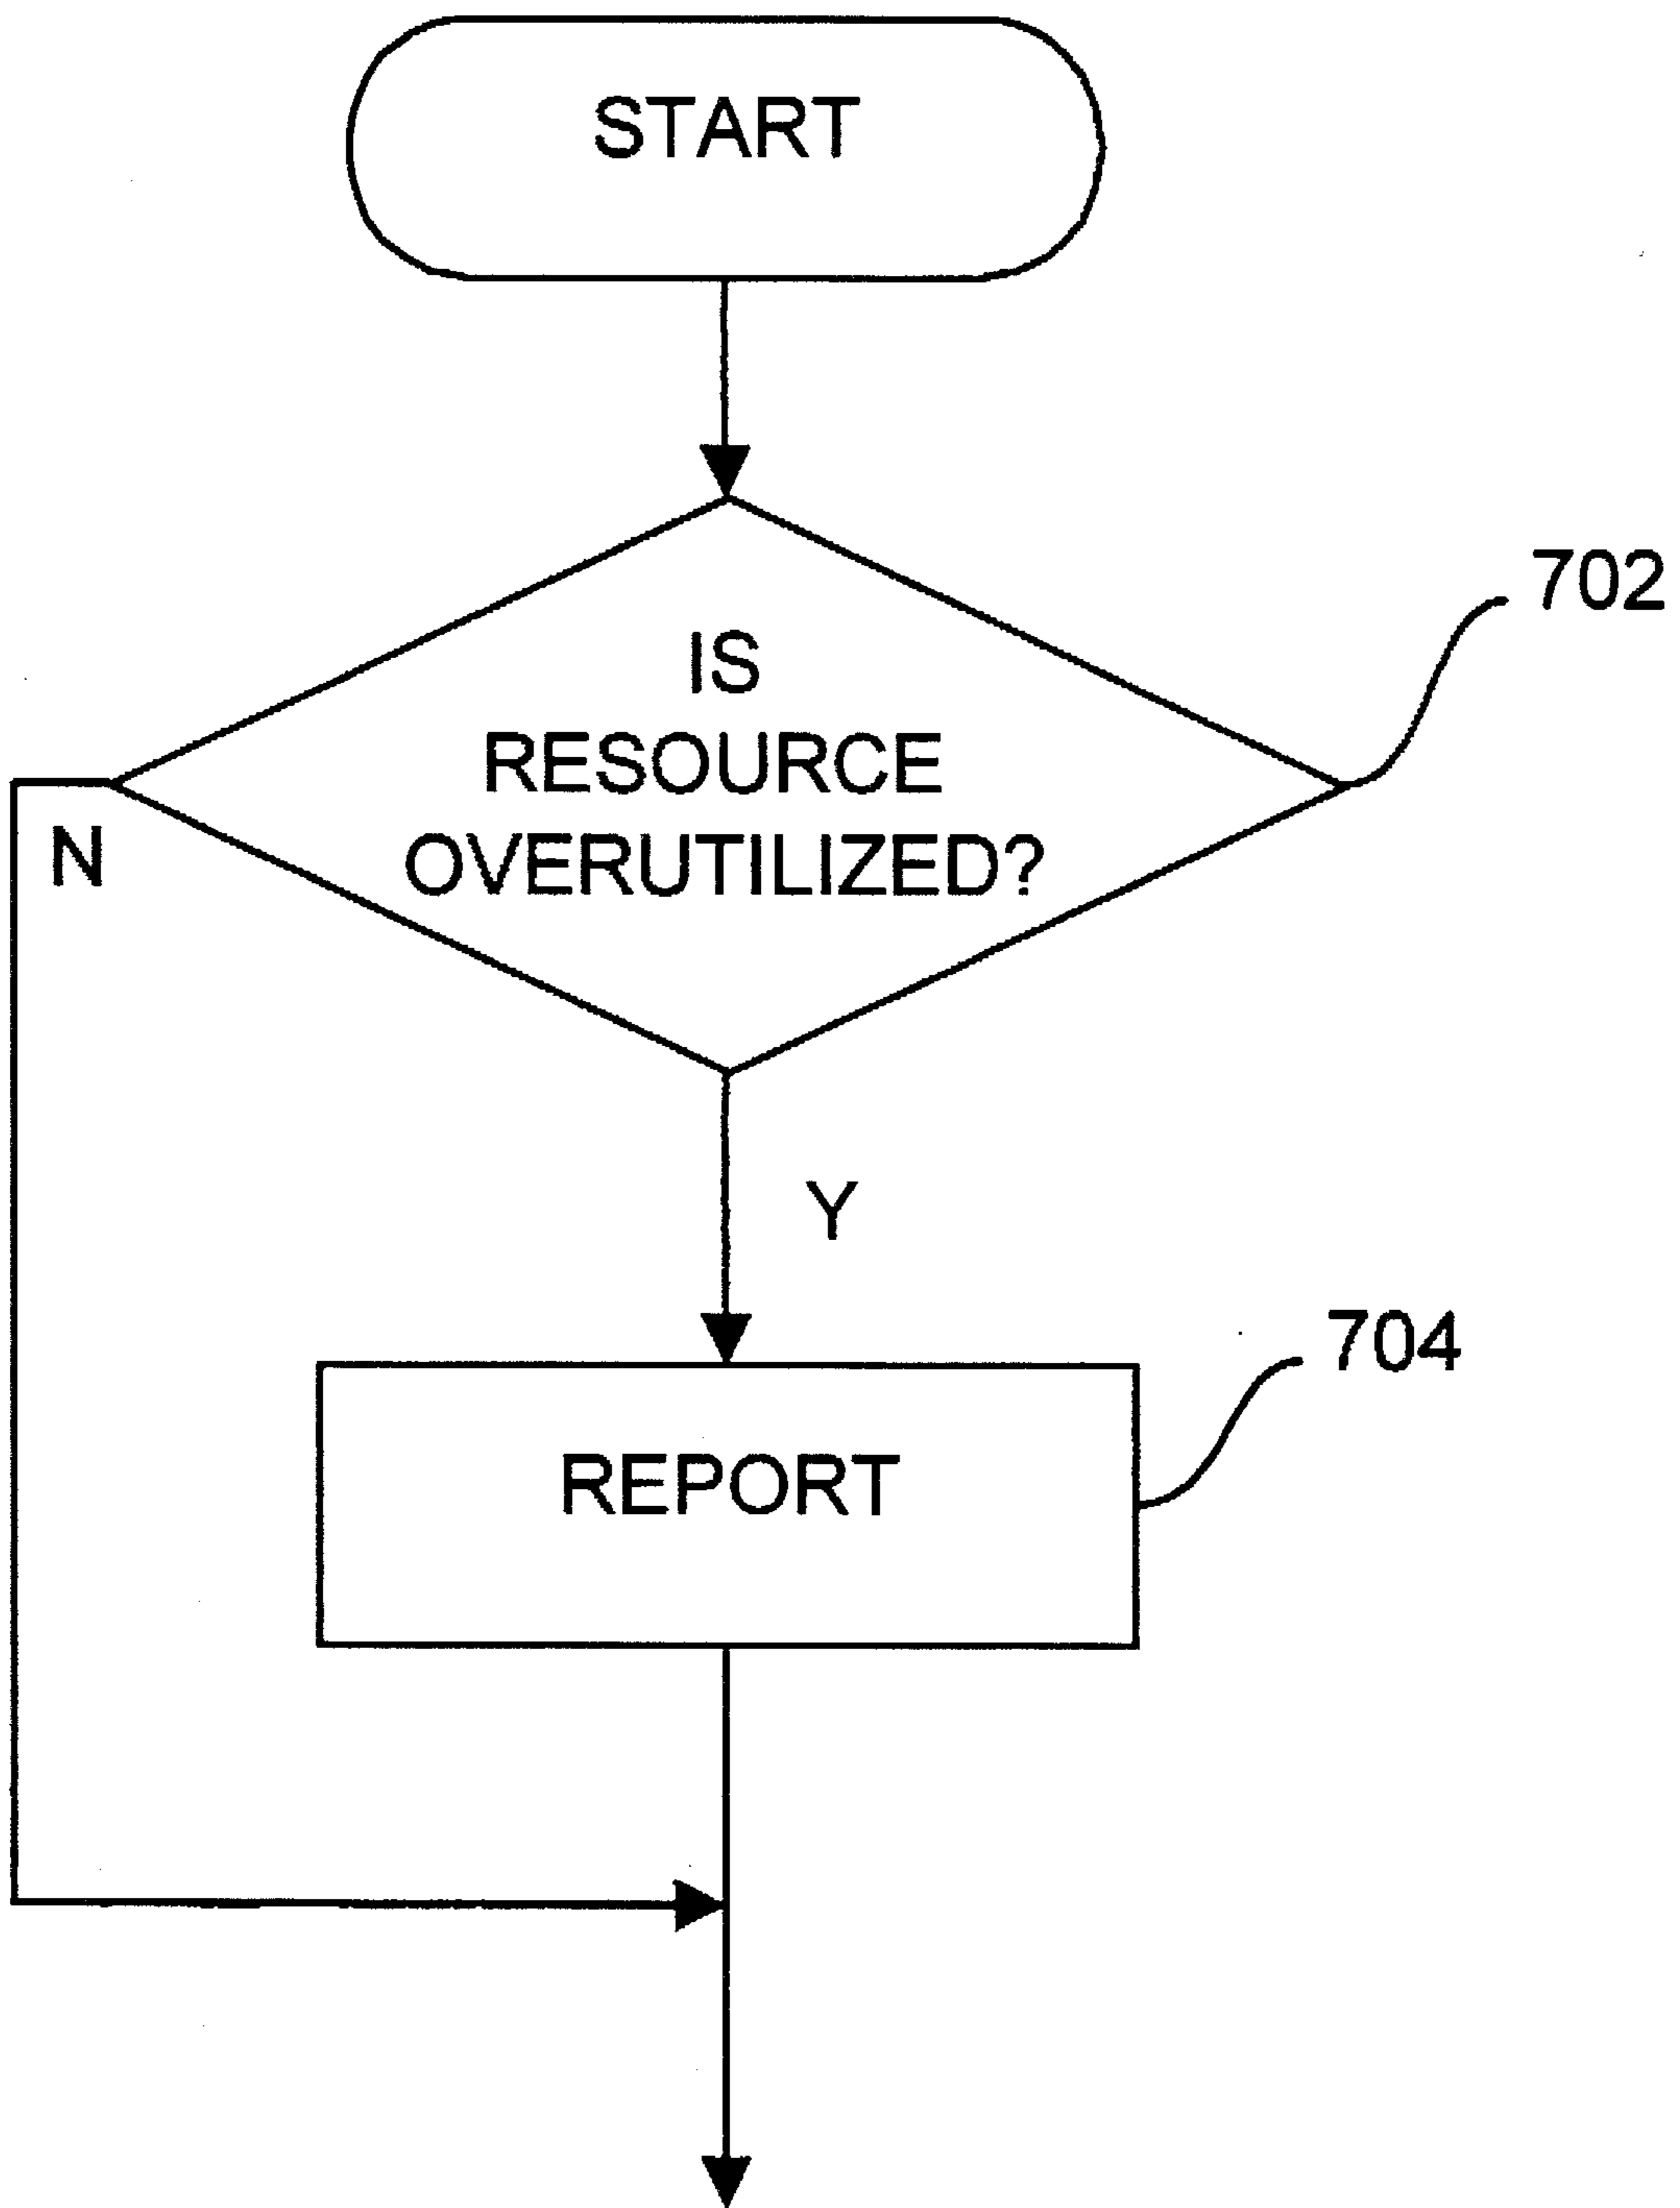 START
702
IS
RESOURCE
OVERUTILIZED?
N
Y
704
REPORT